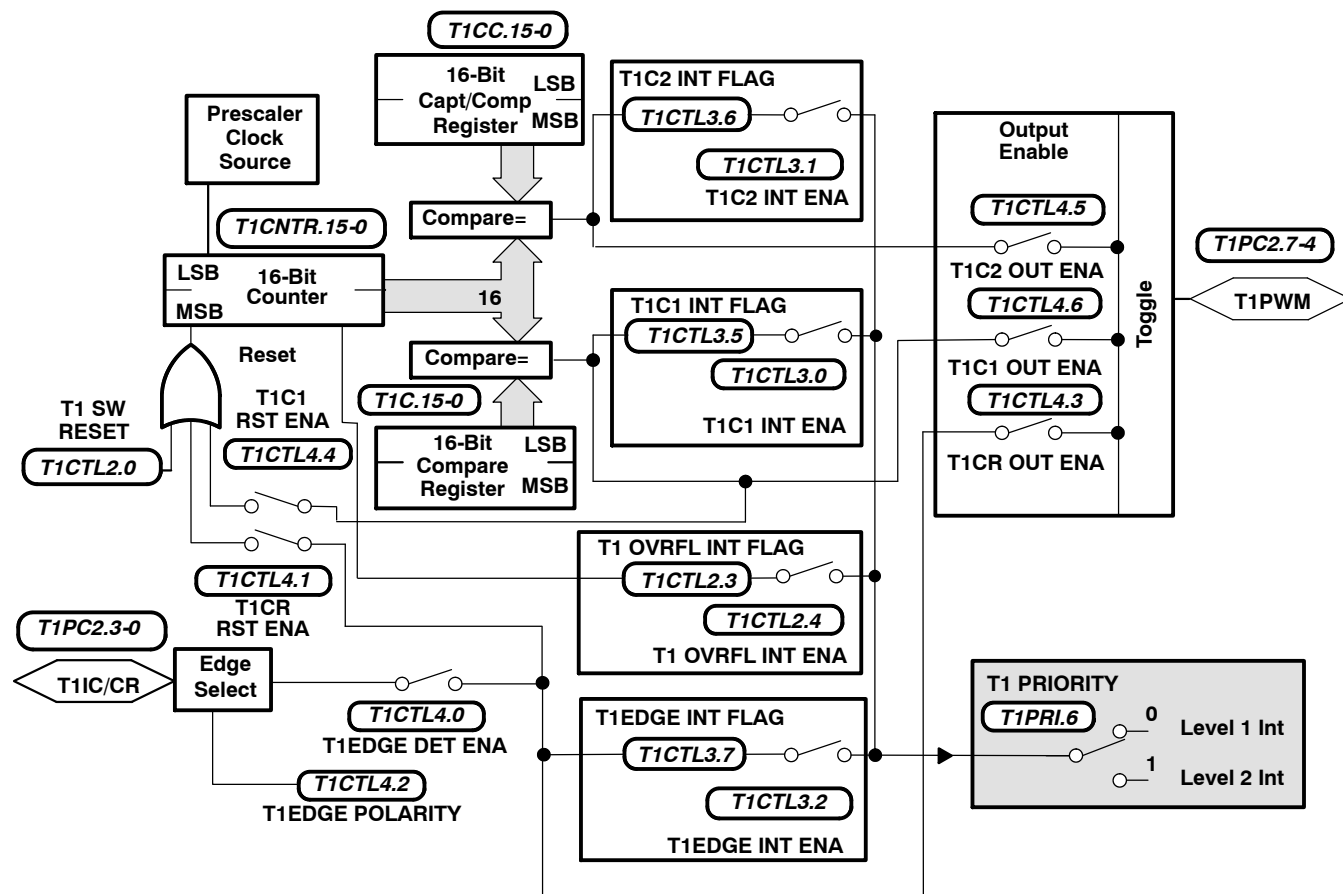 T1CC.15-0
16-Bit
Capt/Comp
Register
LSB
MSB
Prescaler
Clock
Source
T1CNTR.15-0
LSB
MSB
16-Bit
Counter
16
Compare=
Compare=
Reset
T1C1
RST ENA
T1CTL4.4
T1 SW
RESET
T1CTL2.0
T1C.15-0
16-Bit
Compare
Register
LSB
MSB
T1CTL4.1
T1CR
RST ENA
T1PC2.3-0
T1IC/CR
Edge
Select
T1CTL4.0
T1EDGE DET ENA
T1CTL4.2
T1EDGE POLARITY
T1C2 INT FLAG
T1CTL3.6
T1CTL3.1
T1C2 INT ENA
T1C1 INT FLAG
T1CTL3.5
T1CTL3.0
T1C1 INT ENA
T1 OVRFL INT FLAG
T1CTL2.3
T1CTL2.4
T1 OVRFL INT ENA
T1EDGE INT FLAG
T1CTL3.7
T1CTL3.2
T1EDGE INT ENA
Output
Enable
T1CTL4.5
T1C2 OUT ENA
T1CTL4.6
T1C1 OUT ENA
T1CTL4.3
T1CR OUT ENA
Toggle
T1PC2.7-4
T1PWM
T1 PRIORITY
T1PRI.6
0
Level 1 Int
1
Level 2 Int